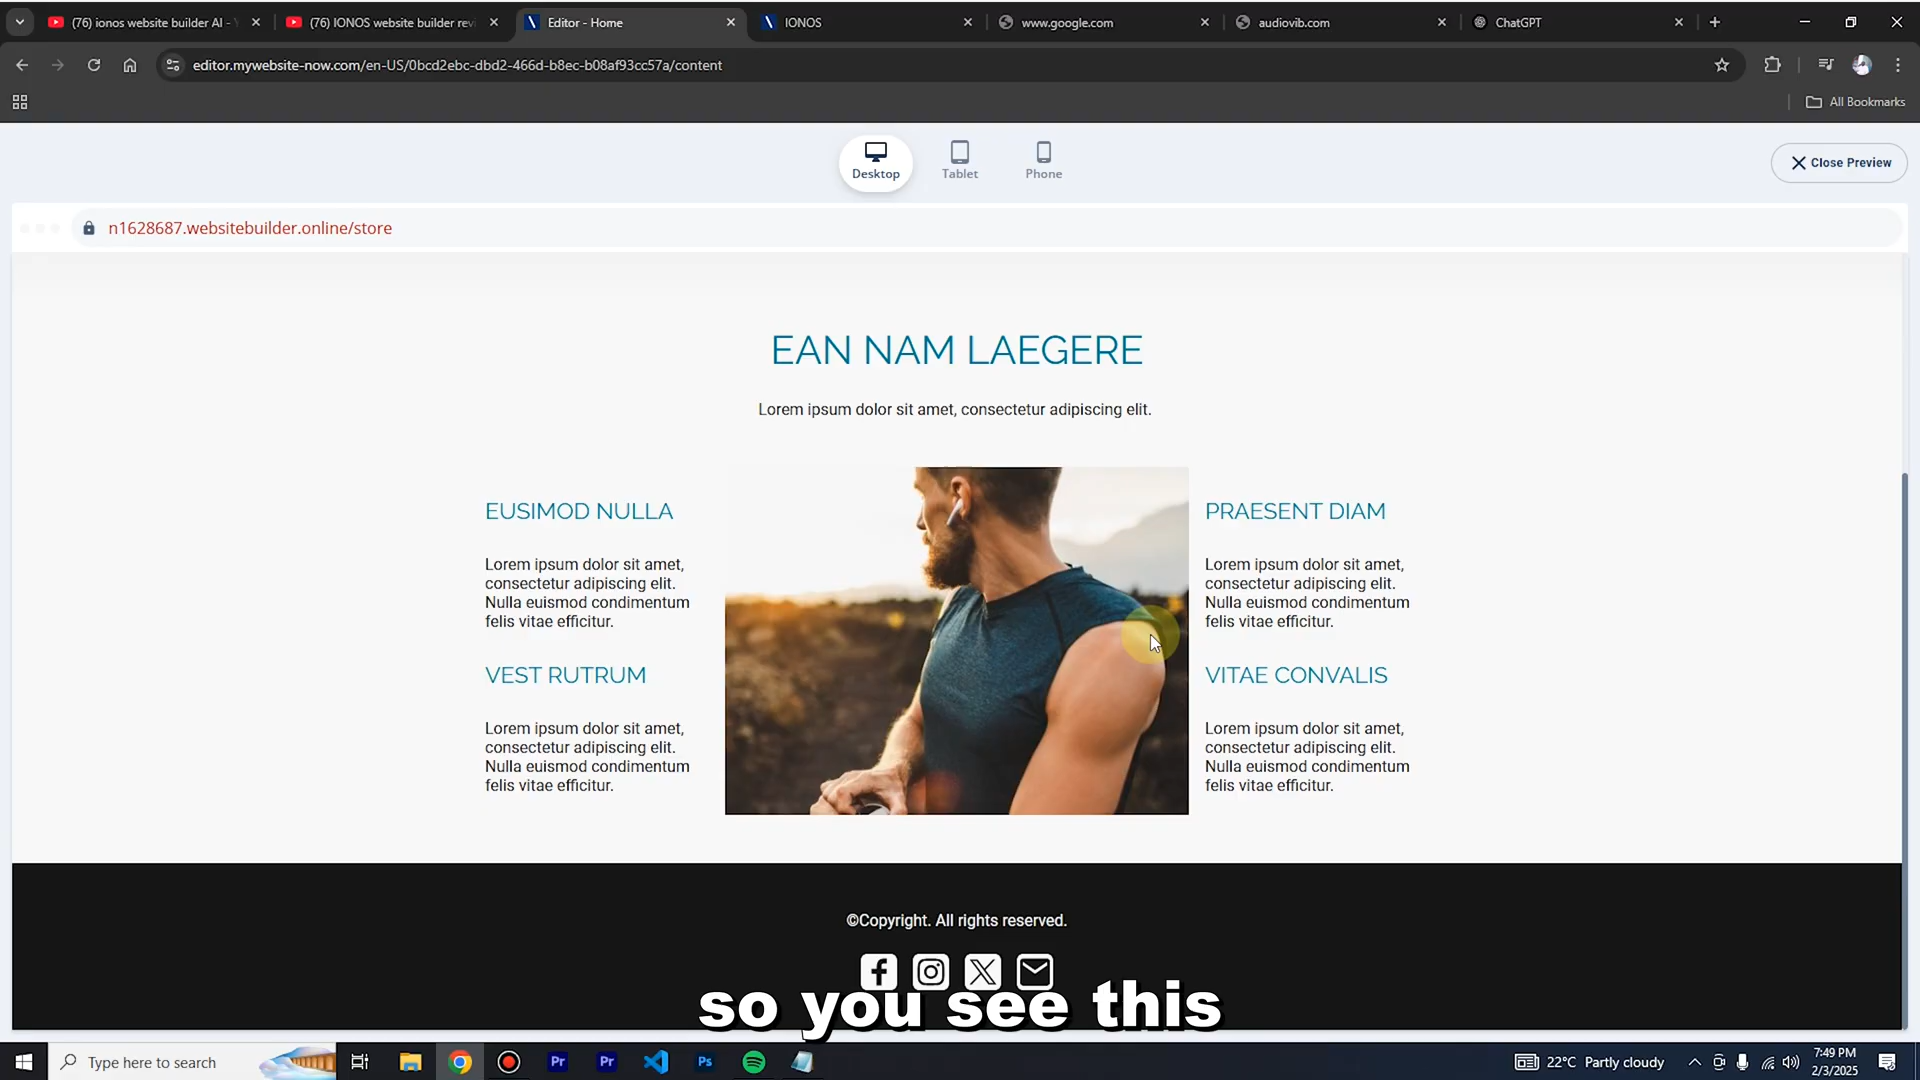 (76) ionos website builder AI - Y
(76) IONOS website builder revi
Editor - Home
IONOS
www.google.com
audiovib.com
ChatGPT
editor.mywebsite-now.com/en-US/0bcd2ebc-dbd2-466d-b8ec-b08af93cc57a/content
All Bookmarks
Desktop
Tablet
Phone
Close Preview
n1628687.websitebuilder.online/store
EAN NAM LAEGERE
Lorem ipsum dolor sit amet, consectetur adipiscing elit.
EUSIMOD NULLA
Lorem ipsum dolor sit amet,
consectetur adipiscing elit.
Nulla euismod condimentum
felis vitae efficitur.
VEST RUTRUM
Lorem ipsum dolor sit amet,
consectetur adipiscing elit.
Nulla euismod condimentum
felis vitae efficitur.
PRAESENT DIAM
Lorem ipsum dolor sit amet,
consectetur adipiscing elit.
Nulla euismod condimentum
felis vitae efficitur.
VITAE CONVALIS
Lorem ipsum dolor sit amet,
consectetur adipiscing elit.
Nulla euismod condimentum
felis vitae efficitur.
©Copyright. All rights reserved.
so you see this
Type here to search
Pr
Pr
Ps
22°C Partly cloudy
7:49 PM
2/3/2025